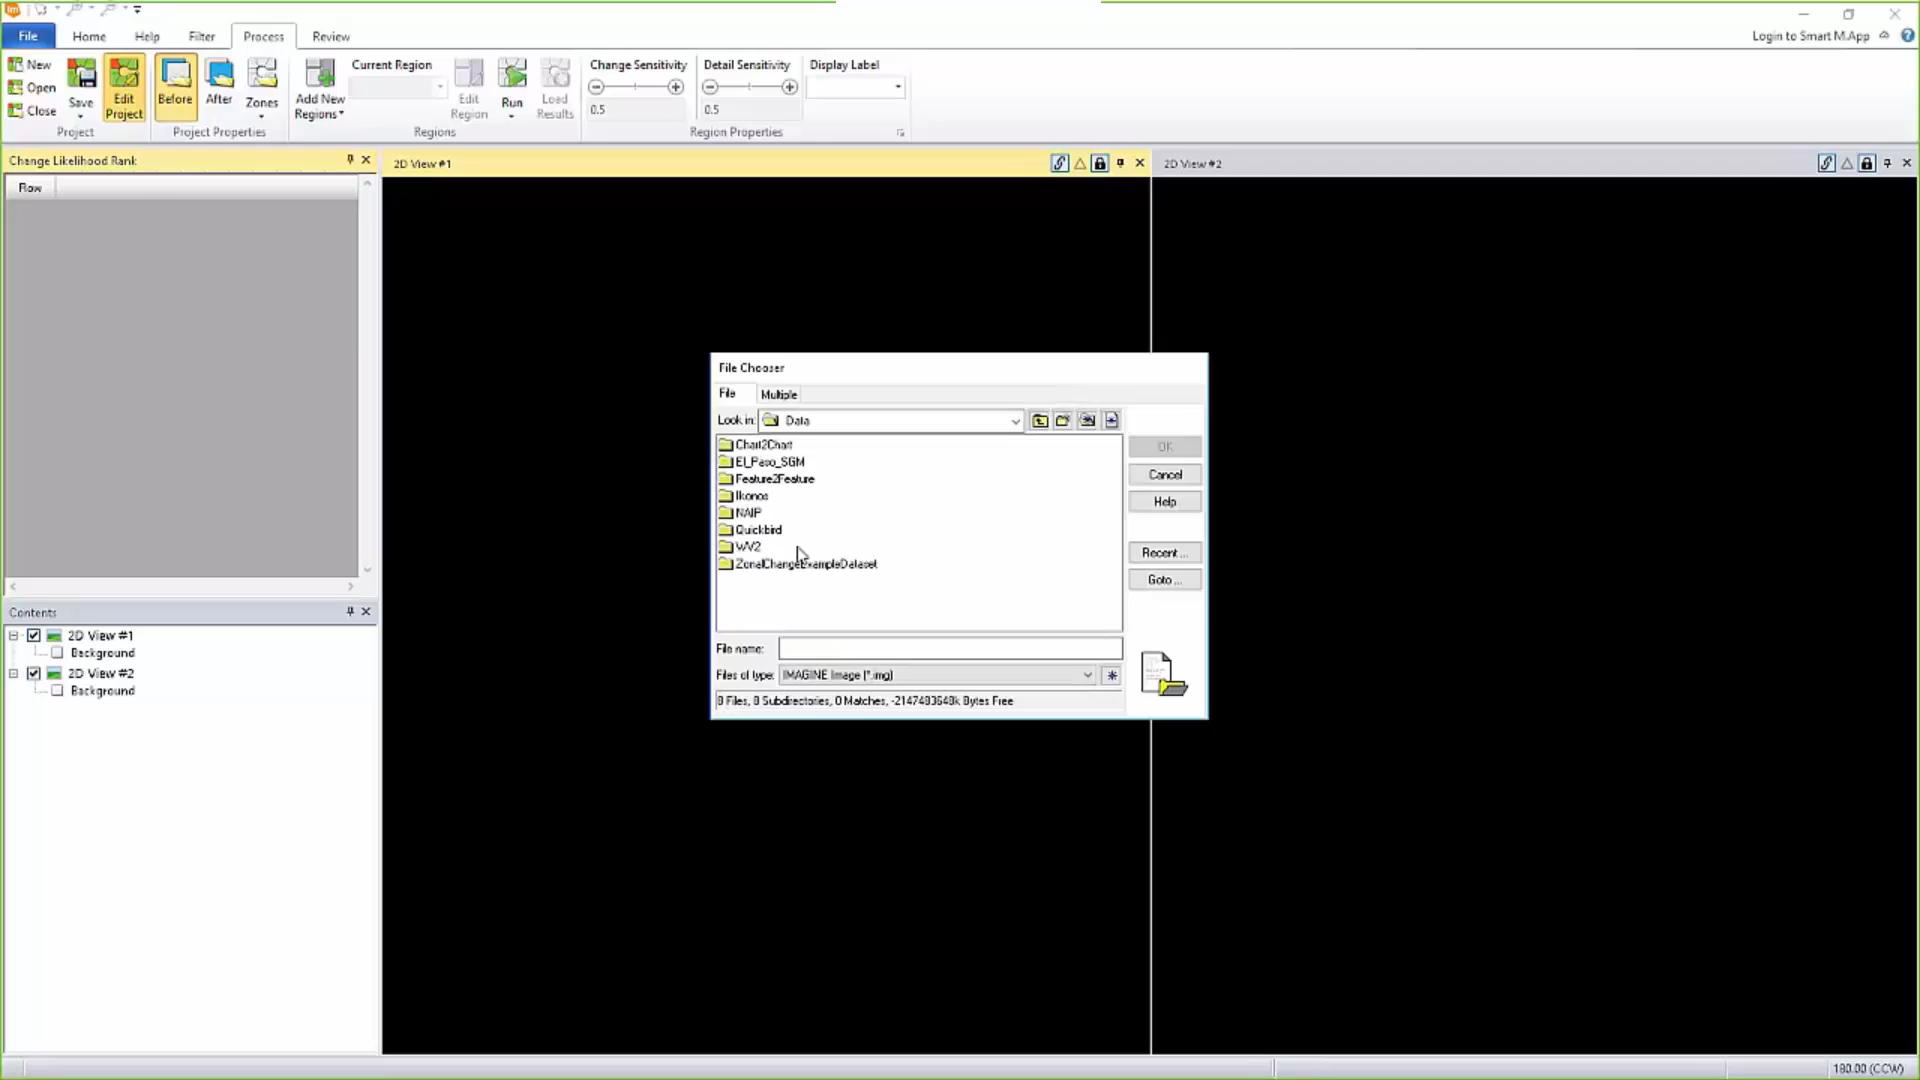 File Home Help Filter Process Review Login to Smart M.App
New
Open
Close
Save
Edit Project
Before After Zones
Add New Regions
Current Region
Edit Region
Run
Load Results
Change Sensitivity
0.5
Detail Sensitivity
0.5
Display Label
Project Project Properties Regions Region Properties
Change Likelihood Rank
Row
2D View #1
2D View #2
File Chooser
File Multiple
Look in: Data
Chart2Chart
El_Paso_SGM
Feature2Feature
Ikonos
NAIP
Quickbird
WV2
ZonalChangeExampleDataset
OK
Cancel
Help
Recent ...
Goto ...
File name:
Files of type: IMAGINE Image (*.img)
8 Files, 8 Subdirectories, 0 Matches, -2147483648k Bytes Free
Contents
2D View #1
Background
2D View #2
Background
180.00 (CCW)